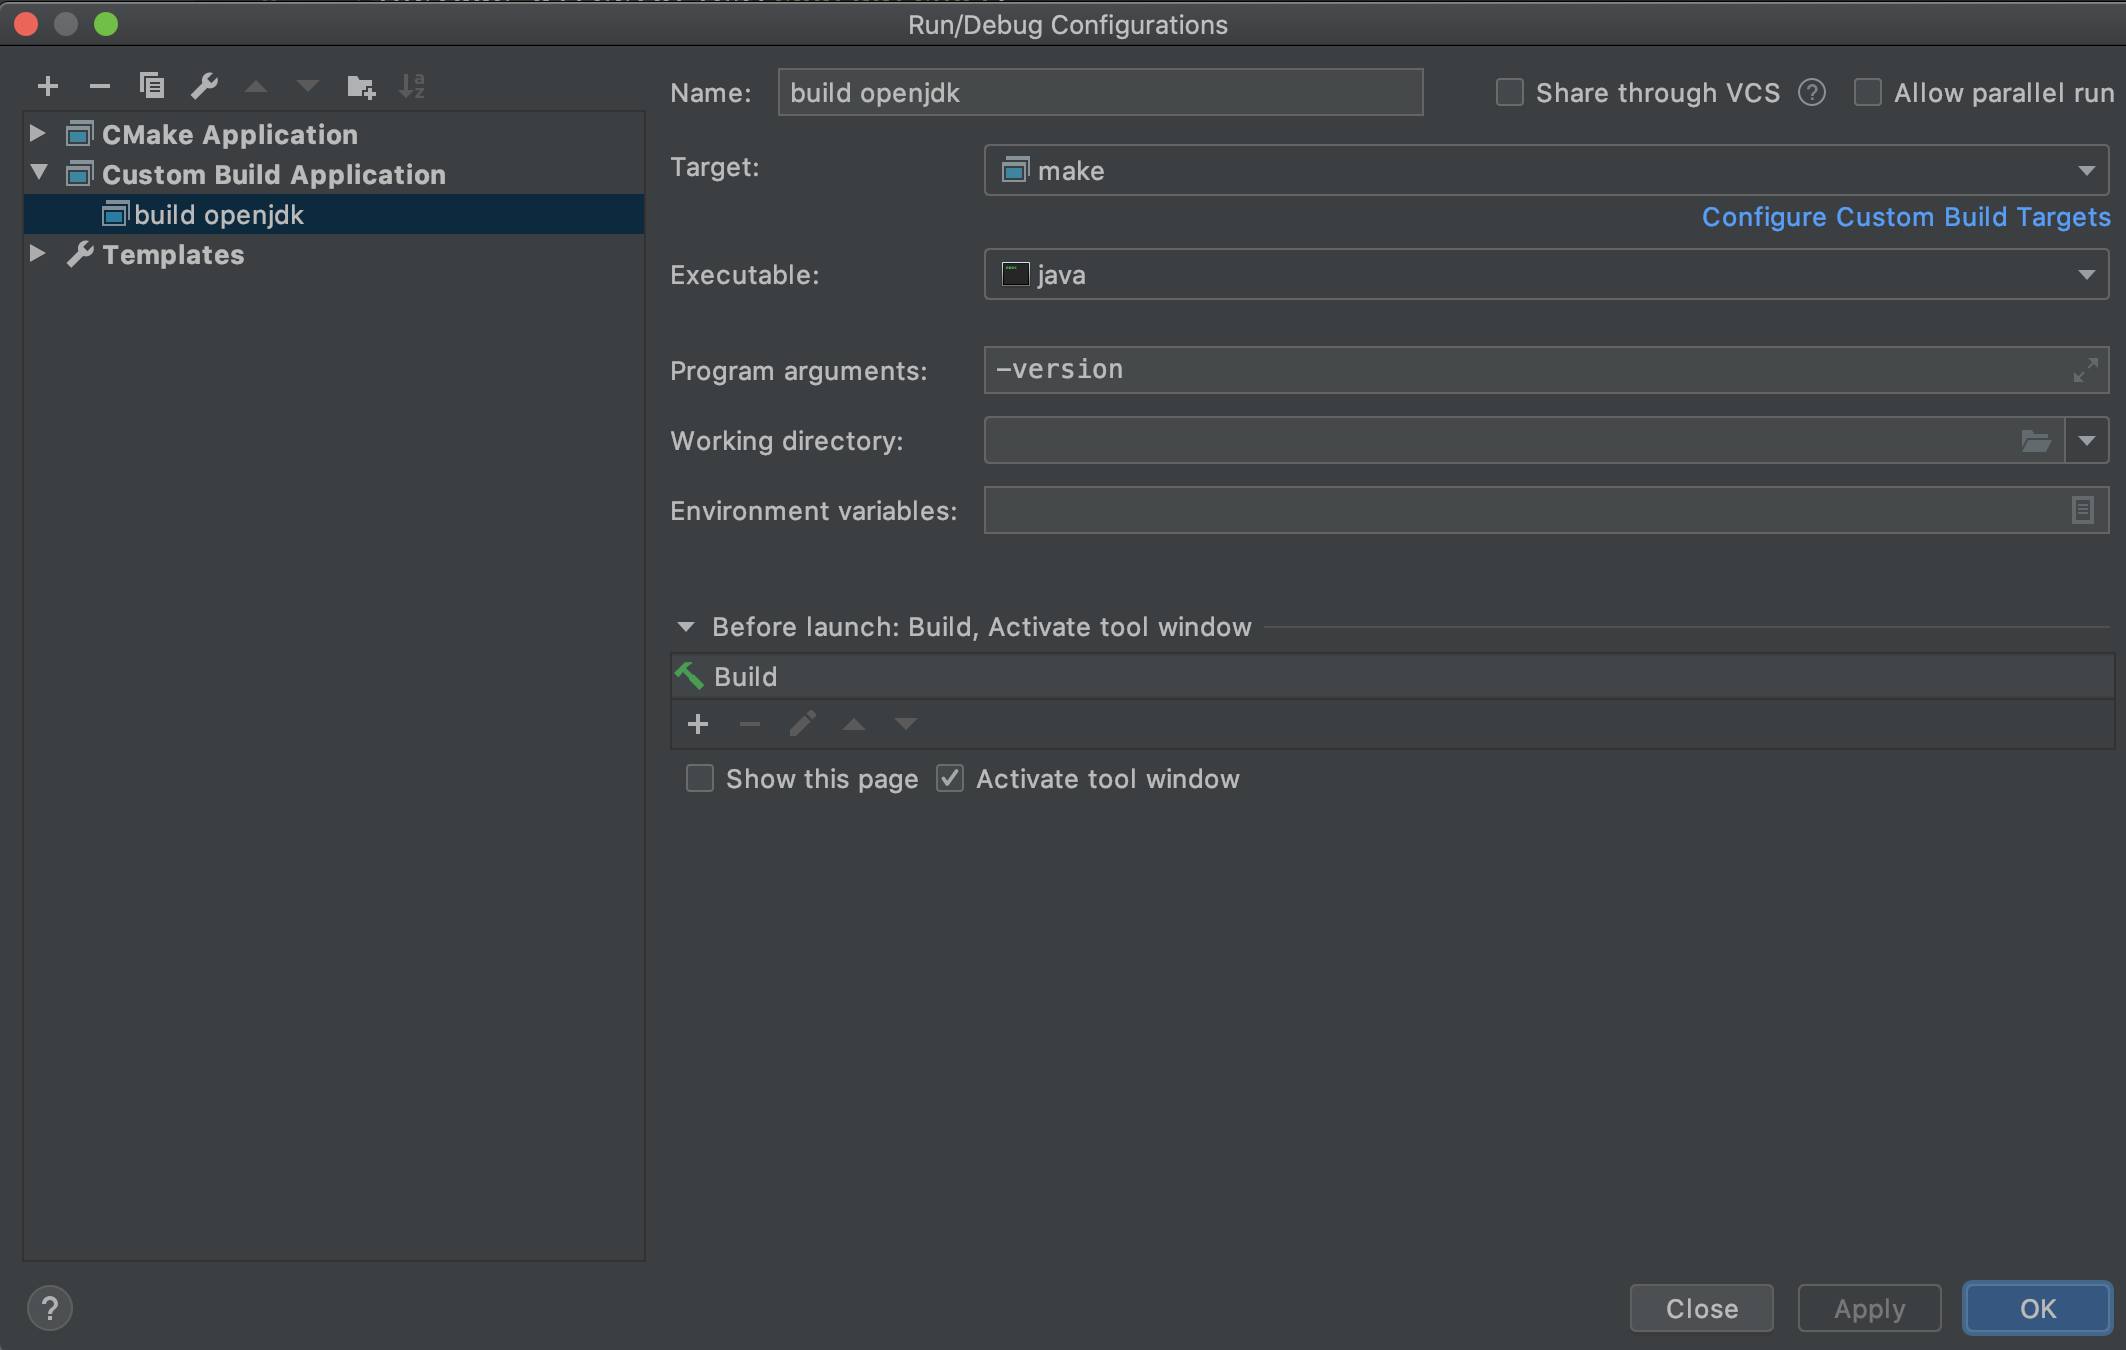 Run/Debug Configurations
Name: build openjdk Share through VCS ? Allow parallel run
CMake Application
Custom Build Application
build openjdk
Templates
Target: make
Configure Custom Build Targets
Executable: java
Program arguments: -version
Working directory:
Environment variables:
Before launch: Build, Activate tool window
Build
Show this page Activate tool window
? Close Apply OK